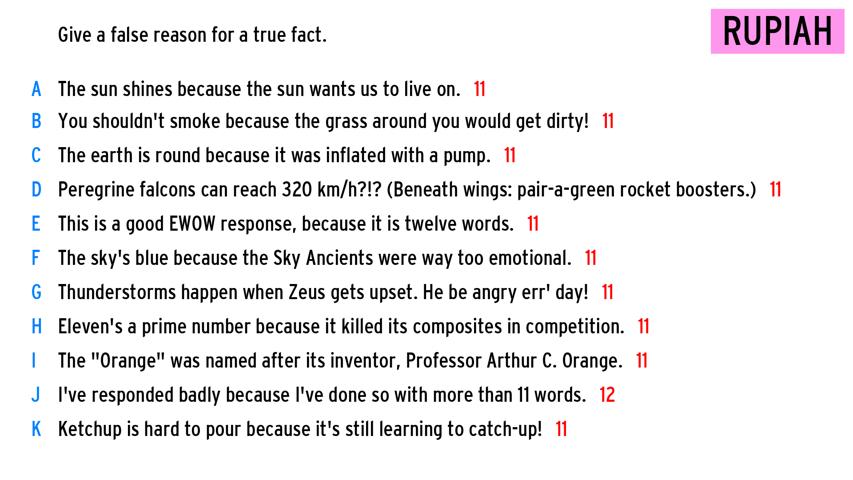 Give a false reason for a true fact.
RUPIAH
A The sun shines because the sun wants us to live on. 11
B You shouldn't smoke because the grass around you would get dirty! 11
C The earth is round because it was inflated with a pump. 11
D Peregrine falcons can reach 320 km/h?!? (Beneath wings: pair-a-green rocket boosters.) 11
E This is a good EWOW response, because it is twelve words. 11
F The sky's blue because the Sky Ancients were way too emotional. 11
G Thunderstorms happen when Zeus gets upset. He be angry err' day! 11
H Eleven's a prime number because it killed its composites in competition. 11
I The "Orange" was named after its inventor, Professor Arthur C. Orange. 11
J I've responded badly because I've done so with more than 11 words. 12
K Ketchup is hard to pour because it's still learning to catch-up! 11